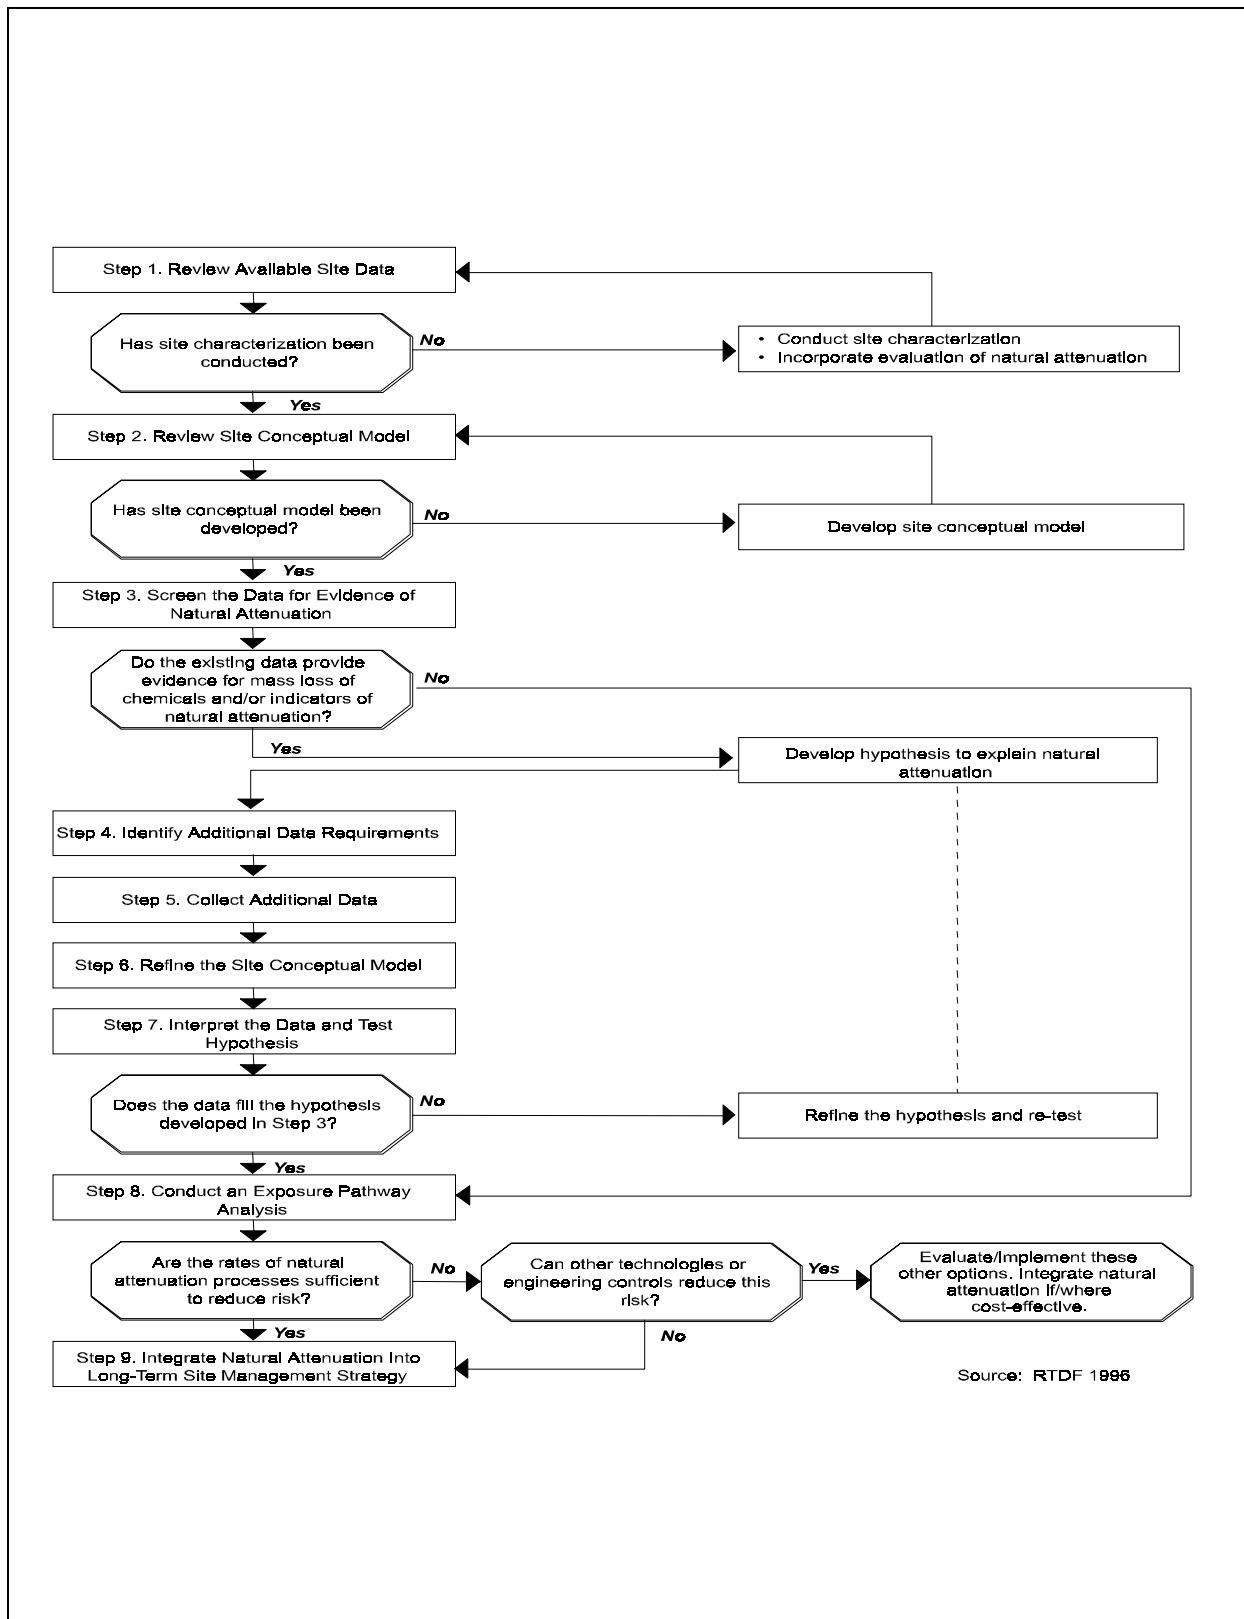 Step 1. Review Available Site Data
Has site characterization been
conducted?
No
• Conduct site characterization
• Incorporate evaluation of natural attenuation
Yes
Step 2. Review Site Conceptual Model
Has site conceptual model been
developed?
No
Develop site conceptual model
Yes
Step 3. Screen the Data for Evidence of
Natural Attenuation
Do the existing data provide
evidence for mass loss of
chemicals and/or indicators of
natural attenuation?
No
Yes
Develop hypothesis to explain natural
attenuation
Step 4. Identify Additional Data Requirements
Step 5. Collect Additional Data
Step 6. Refine the Site Conceptual Model
Step 7. Interpret the Data and Test
Hypothesis
Does the data fill the hypothesis
developed in Step 3?
No
Refine the hypothesis and re-test
Yes
Step 8. Conduct an Exposure Pathway
Analysis
Are the rates of natural
attenuation processes sufficient
to reduce risk?
No
Can other technologies or
engineering controls reduce this
risk?
Yes
Evaluate/Implement these
other options. Integrate natural
attenuation if/where
cost-effective.
Yes
No
Step 9. Integrate Natural Attenuation Into
Long-Term Site Management Strategy
Source: RTDF 1996